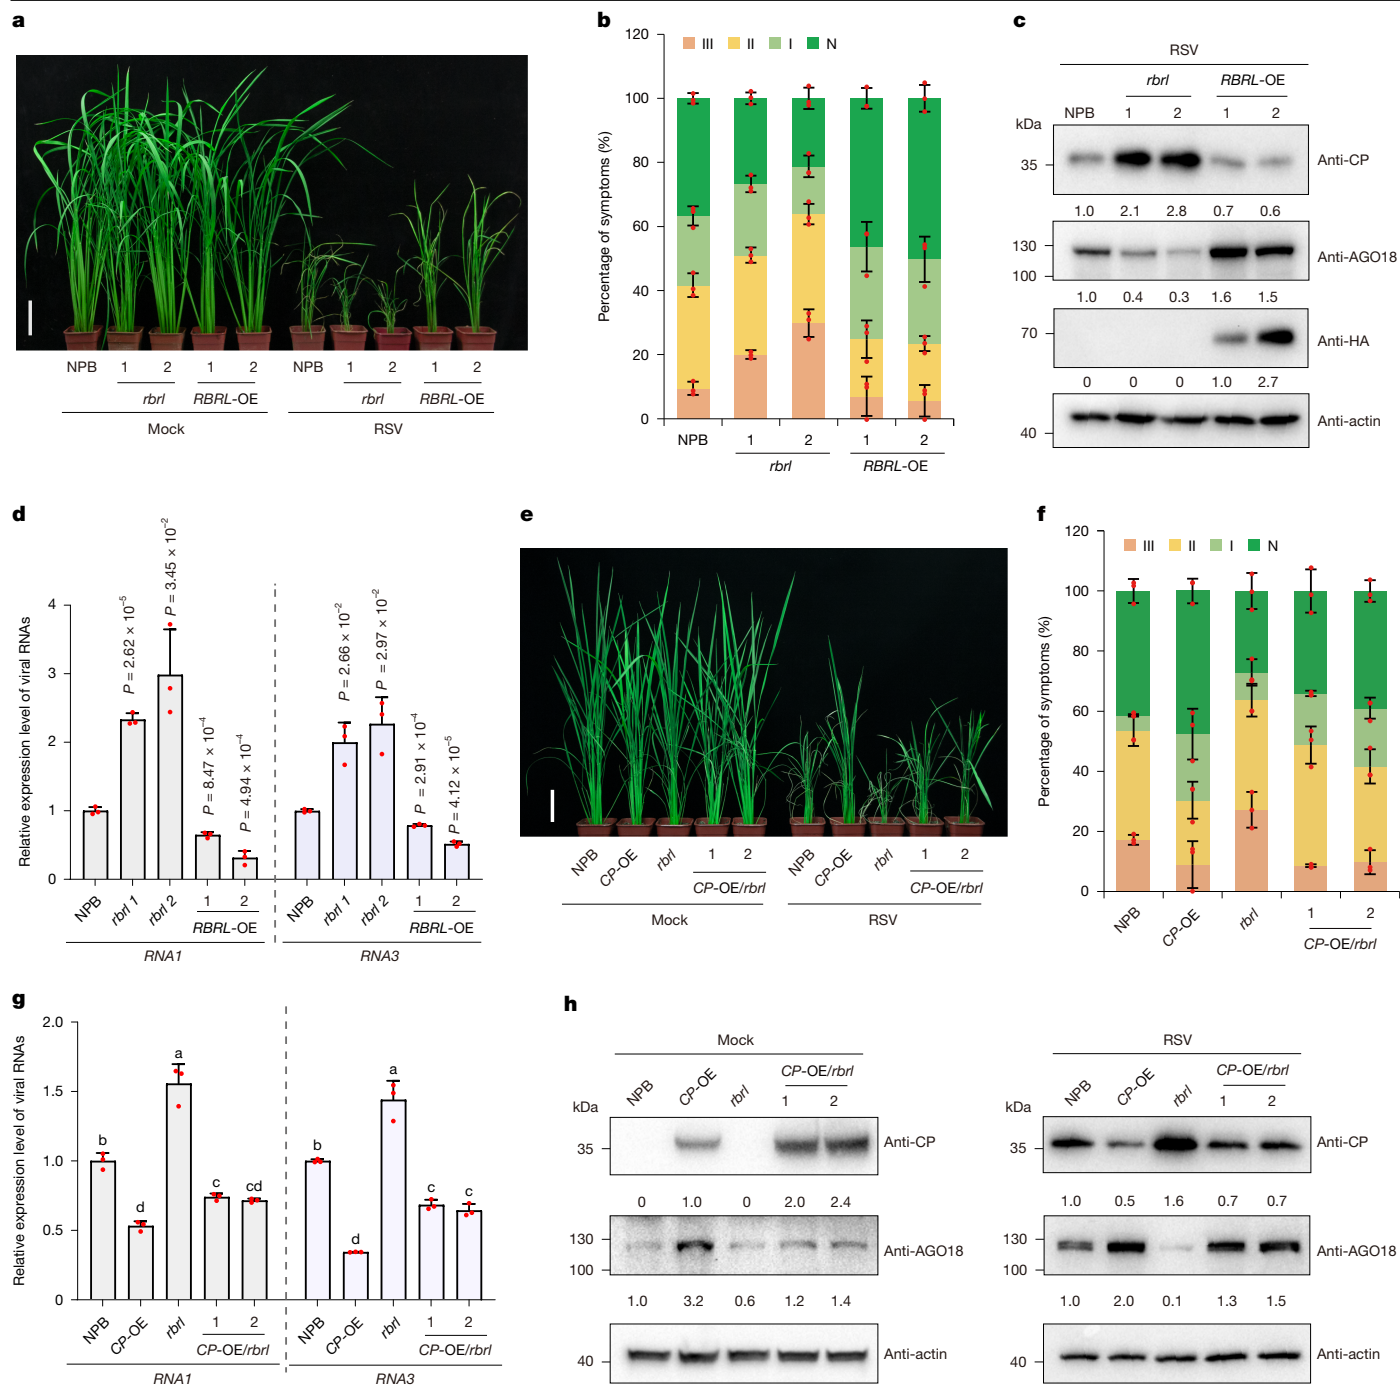 a
NPB 1 2 1 2 NPB 1 2 1 2
rbrl RBRL-OE rbrl RBRL-OE
Mock RSV
b
III II I N
Percentage of symptoms (%)
120
100
80
60
40
20
0
NPB 1 2 1 2
rbrl RBRL-OE
c
RSV
rbrl RBRL-OE
NPB 1 2 1 2
kDa
35 Anti-CP
1.0 2.1 2.8 0.7 0.6
130
100 Anti-AGO18
1.0 0.4 0.3 1.6 1.5
70 Anti-HA
0 0 0 1.0 2.7
40 Anti-actin
d
Relative expression level of viral RNAs
4
3
2
1
0
P = 2.62 × 10⁻⁵
P = 3.45 × 10⁻²
P = 8.47 × 10⁻⁴
P = 4.94 × 10⁻⁴
P = 2.66 × 10⁻²
P = 2.97 × 10⁻²
P = 2.91 × 10⁻⁴
P = 4.12 × 10⁻⁵
NPB rbrl 1 rbrl 2 1 2 NPB rbrl 1 rbrl 2 1 2
RBRL-OE RBRL-OE
RNA1 RNA3
e
NPB CP-OE rbrl 1 2 NPB CP-OE rbrl 1 2
CP-OE/rbrl CP-OE/rbrl
Mock RSV
f
III II I N
Percentage of symptoms (%)
120
100
80
60
40
20
0
NPB CP-OE rbrl 1 2
CP-OE/rbrl
g
Relative expression level of viral RNAs
2.0
1.5
1.0
0.5
0
b d a c cd b d a c c
NPB CP-OE rbrl 1 2 NPB CP-OE rbrl 1 2
CP-OE/rbrl CP-OE/rbrl
RNA1 RNA3
h
Mock
NPB CP-OE rbrl CP-OE/rbrl
1 2
kDa
35 Anti-CP
0 1.0 0 2.0 2.4
130
100 Anti-AGO18
1.0 3.2 0.6 1.2 1.4
40 Anti-actin
RSV
NPB CP-OE rbrl CP-OE/rbrl
1 2
kDa
35 Anti-CP
1.0 0.5 1.6 0.7 0.7
130
100 Anti-AGO18
1.0 2.0 0.1 1.3 1.5
40 Anti-actin